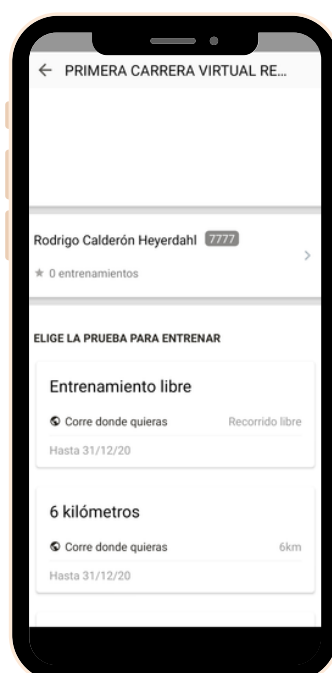 ← PRIMERA CARRERA VIRTUAL RE...
Rodrigo Calderón Heyerdahl 7777
★ 0 entrenamientos
ELIGE LA PRUEBA PARA ENTRENAR
Entrenamiento libre
Corre donde quieras Recorrido libre
Hasta 31/12/20
6 kilómetros
Corre donde quieras 6km
Hasta 31/12/20